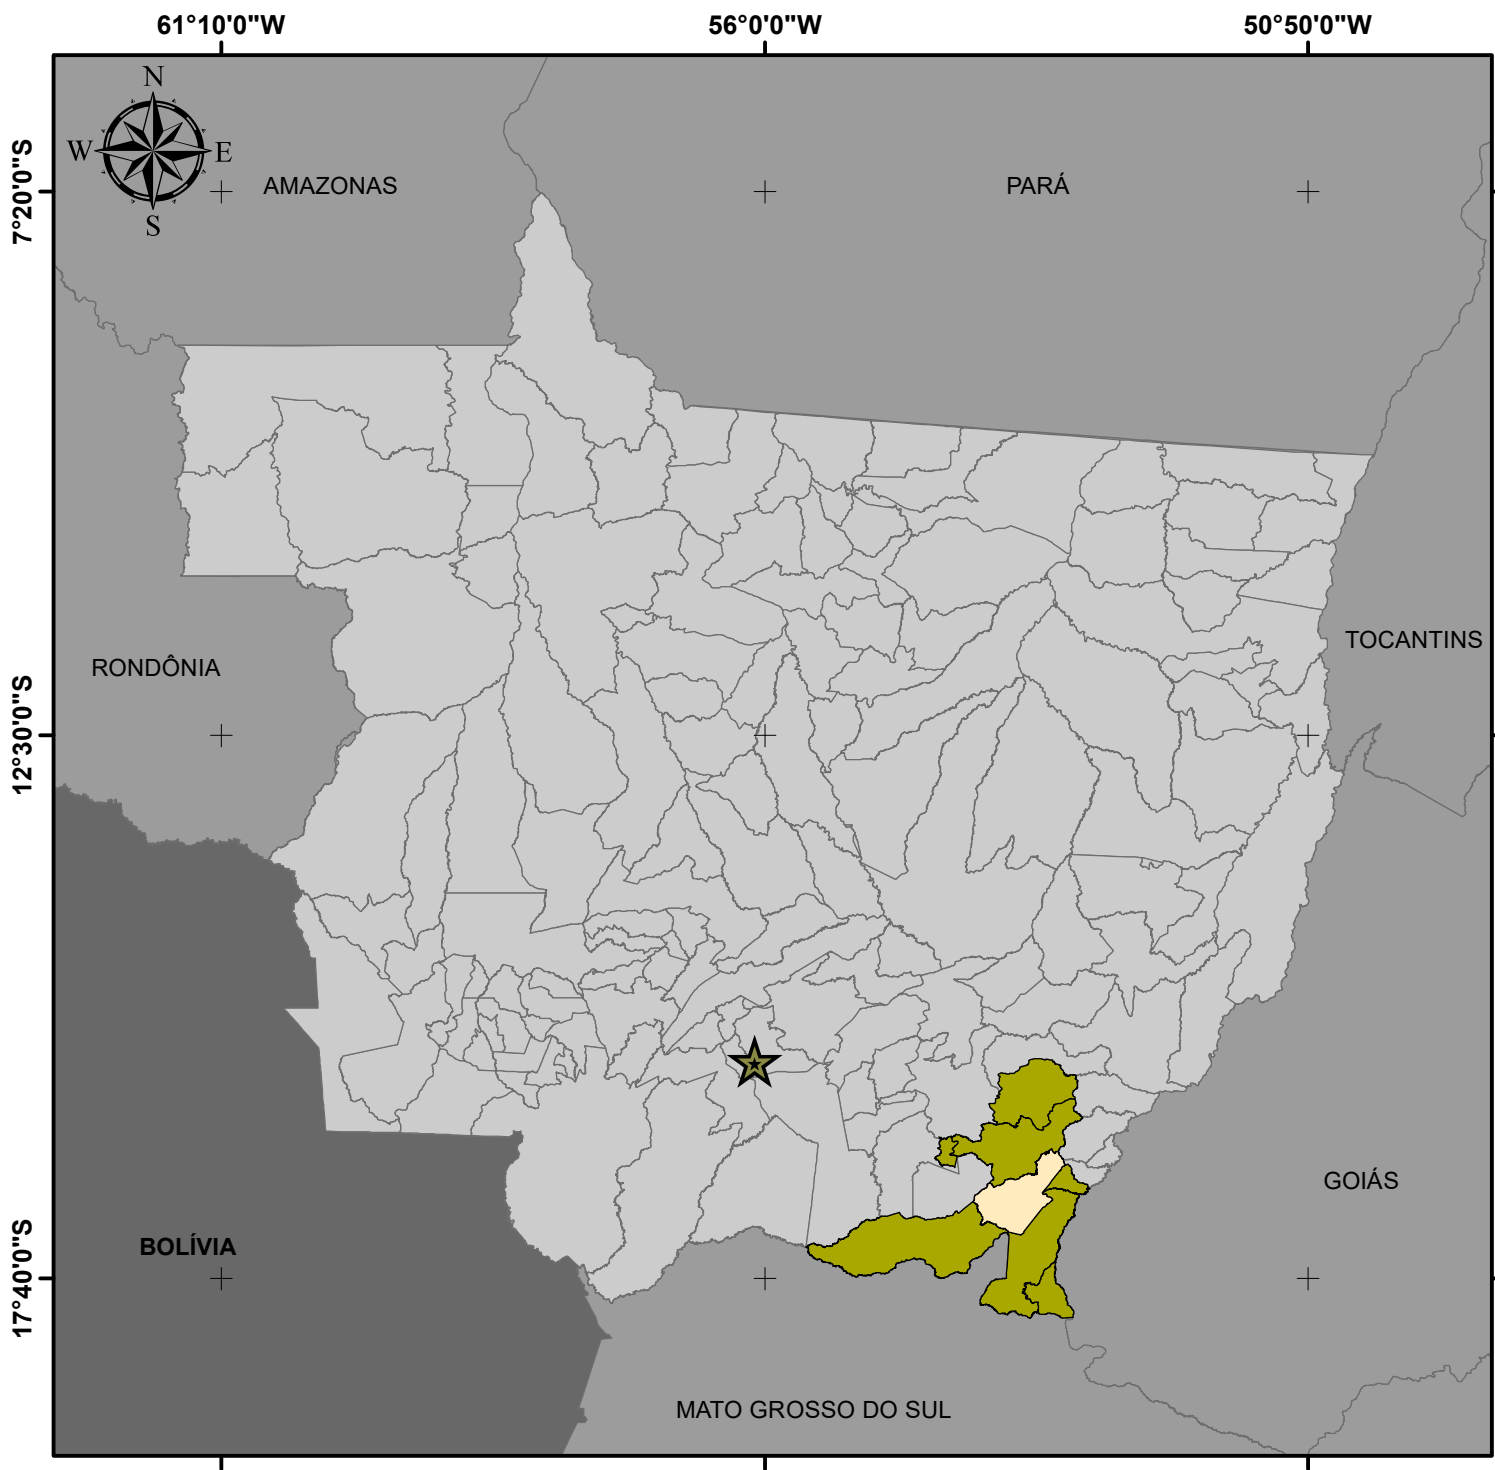 61°10'0"W 56°0'0"W 50°50'0"W
N
W E
S
7°20'0"S
AMAZONAS PARÁ
RONDÔNIA TOCANTINS
12°30'0"S
GOIÁS
BOLÍVIA
17°40'0"S
MATO GROSSO DO SUL